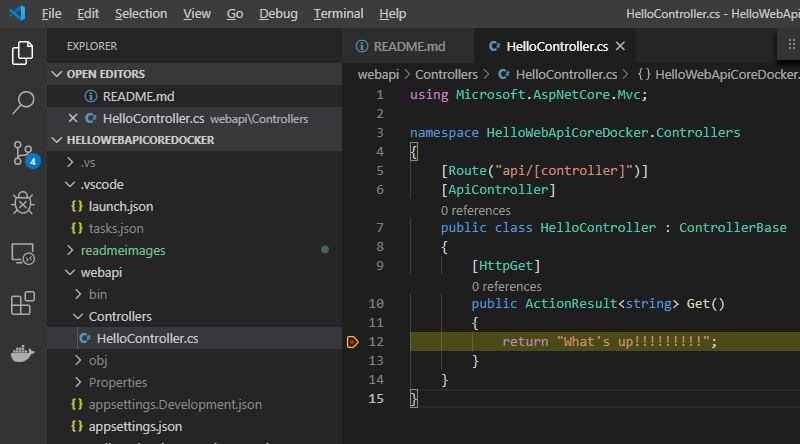 File Edit Selection View Go Debug Terminal Help HelloController.cs - HelloWebApi
EXPLORER
OPEN EDITORS
README.md
HelloController.cs webapi\Controllers
HELLOWEBAPICOREDOCKER
.vs
.vscode
launch.json
tasks.json
readmeimages
webapi
bin
Controllers
HelloController.cs
obj
Properties
appsettings.Development.json
appsettings.json
4
README.md HelloController.cs
webapi > Controllers > HelloController.cs > {} HelloWebApiCoreDocker.
1 using Microsoft.AspNetCore.Mvc;
2
3 namespace HelloWebApiCoreDocker.Controllers
4 {
5 [Route("api/[controller]")]
6 [ApiController]
0 references
7 public class HelloController : ControllerBase
8 {
9 [HttpGet]
0 references
10 public ActionResult<string> Get()
11 {
12 return "What's up!!!!!!!!!";
13 }
14 }
15 }